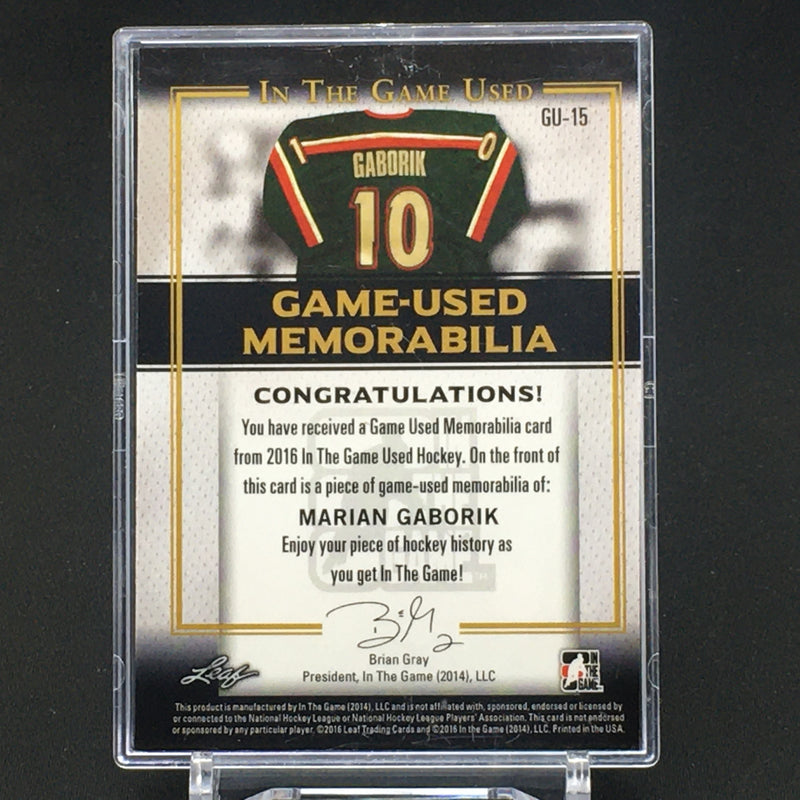 IN THE GAME USED
GU-15
1 0
GABORIK
10
GAME-USED
MEMORABILIA
CONGRATULATIONS!
You have received a Game Used Memorabilia card
from 2016 In The Game Used Hockey. On the front of
this card is a piece of game-used memorabilia of:
MARIAN GABORIK
Enjoy your piece of hockey history as
you get In The Game!
Brian Gray
President, In The Game (2014), LLC
Leaf
IN
THE
GAME
This product is manufactured by In The Game (2014), LLC and is not affiliated with, sponsored, endorsed or licensed by
or connected to the National Hockey League or National Hockey League Players' Association. This card is not endorsed
or sponsored by any particular player. ©2016 Leaf Trading Cards and ©2016 In the Game (2014), LLC. Printed in the USA.